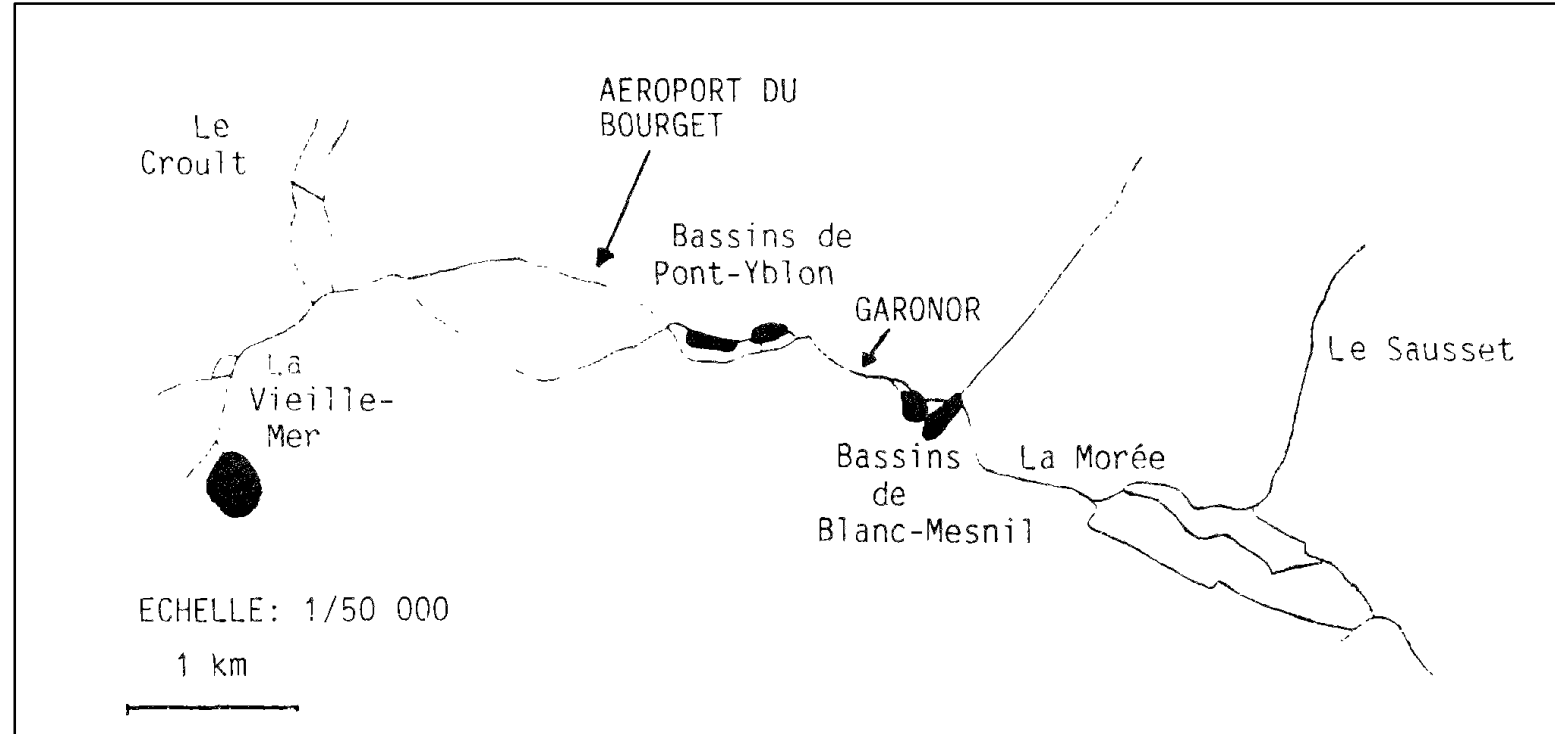 AEROPORT DU
BOURGET
Le
Croult
Bassins de
Pont-Yblon
GARONOR
Le Sausset
La
Vieille-
Mer
Bassins
de
Blanc-Mesnil
La Morée
ECHELLE: 1/50 000
1 km